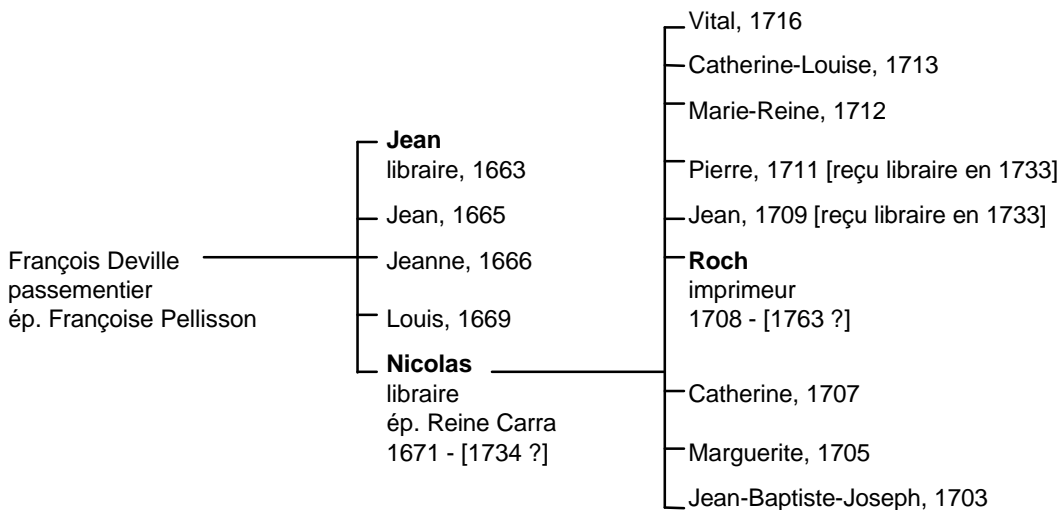 François Deville
passementier
ép. Françoise Pellisson
Jean
libraire, 1663
Jean, 1665
Jeanne, 1666
Louis, 1669
Nicolas
libraire
ép. Reine Carra
1671 - [1734 ?]
Vital, 1716
Catherine-Louise, 1713
Marie-Reine, 1712
Pierre, 1711 [reçu libraire en 1733]
Jean, 1709 [reçu libraire en 1733]
Roch
imprimeur
1708 - [1763 ?]
Catherine, 1707
Marguerite, 1705
Jean-Baptiste-Joseph, 1703